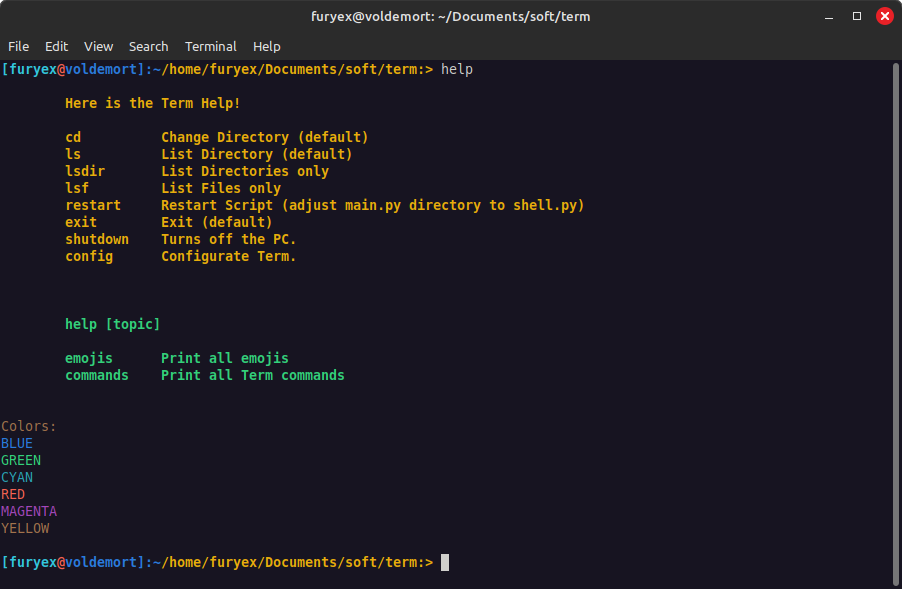 furyex@voldemort: ~/Documents/soft/term
File Edit View Search Terminal Help
[furyex@voldemort]:~/home/furyex/Documents/soft/term:> help
Here is the Term Help!
cd Change Directory (default)
ls List Directory (default)
lsdir List Directories only
lsf List Files only
restart Restart Script (adjust main.py directory to shell.py)
exit Exit (default)
shutdown Turns off the PC.
config Configurate Term.
help [topic]
emojis Print all emojis
commands Print all Term commands
Colors:
BLUE
GREEN
CYAN
RED
MAGENTA
YELLOW
[furyex@voldemort]:~/home/furyex/Documents/soft/term:>